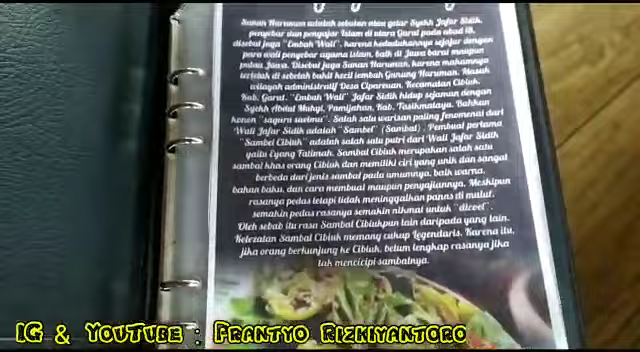 Sunan Haruman adalah sebutan atau gelar Syekh Jafar Sidik,
penyebar dan pengajar Islam di utara Garut pada abad 18,
disebut juga "Embah Wali", karena kedudukannya sejajar dengan
para wali penyebar agama Islam, baik di Jawa barat maupun
pulau Jawa. Disebut juga Sunan Haruman, karena makamnya
terletak di sebelah bukit kecil lembah Gunung Haruman. Masuk
wilayah administratif Desa Cipareuan, Kecamatan Cibiuk,
Kab. Garut. "Embah Wali" Jafar Sidik hidup sejaman dengan
Syekh Abdul Muhyi, Pamijahan, Kab. Tasikmalaya. Bahkan
konon "saguru saelmu". Salah satu warisan paling fenomenal dari
Wali Jafar Sidik adalah "Sambel" (Sambal). Pembuat pertama
"Sambel Cibiuk" adalah salah satu putri dari Wali Jafar Sidik
yaitu Eyang Fatimah. Sambal Cibiuk merupakan salah satu
sambal khas orang Cibiuk dan memiliki ciri yang unik dan sangat
berbeda dari jenis sambal pada umumnya, baik warna,
bahan baku, dan cara membuat maupun penyajiannya. Meskipun
rasanya pedas tetapi tidak meninggalkan panas di mulut,
semakin pedas rasanya semakin nikmat untuk "dicoel".
Oleh sebab itu rasa Sambal Cibiukpun lain daripada yang lain.
Kelezatan Sambal Cibiuk memang cukup Legendaris. Karena itu,
jika orang berkunjung ke Cibiuk, belum lengkap rasanya jika
tak mencicipi sambalnya.
IG & YouTube : Prantyo Rizkiyantoro